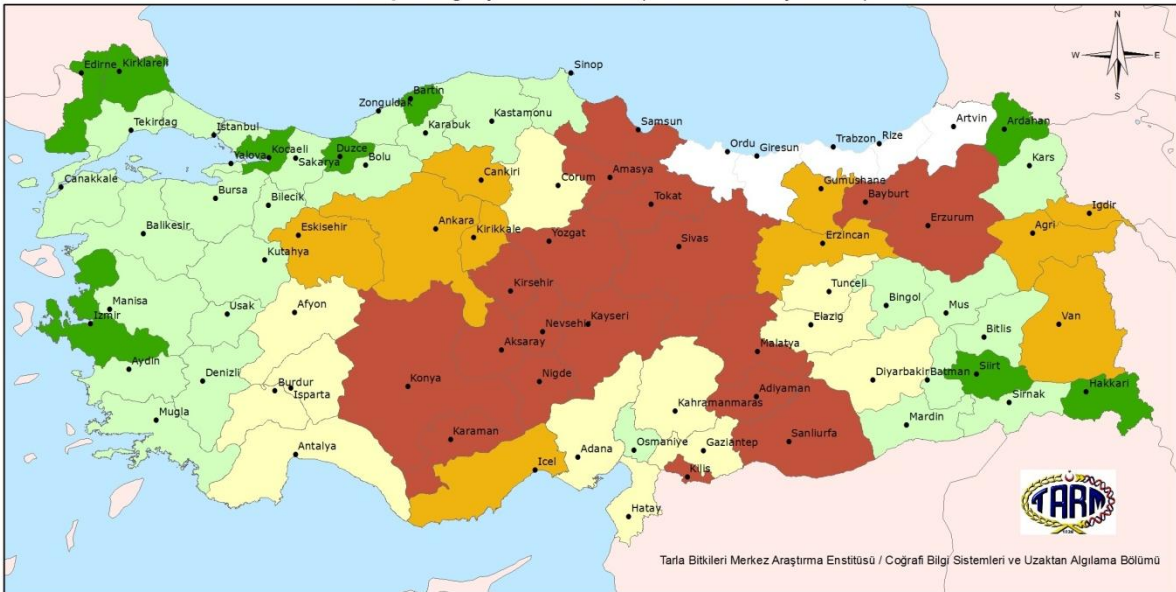 N
W E
S
Edirne
Kirklareli
Tekirdag
Istanbul
Yalova
Kocaeli
Sakarya
Duzce
Bolu
Zonguldak
Bartin
Karabuk
Kastamonu
Sinop
Samsun
Ordu
Giresun
Trabzon
Rize
Artvin
Ardahan
Kars
Canakkale
Bursa
Bilecik
Balikesir
Eskisehir
Kutahya
Ankara
Kirikkale
Cankiri
Corum
Amasya
Tokat
Yozgat
Sivas
Gumushane
Bayburt
Erzurum
Erzincan
Igdir
Agri
Manisa
Izmir
Usak
Afyon
Kirsehir
Nevsehir
Kayseri
Aksaray
Malatya
Tunceli
Elazig
Bingol
Mus
Bitlis
Van
Aydin
Denizli
Burdur
Isparta
Konya
Nigde
Adiyaman
Diyarbakir
Batman
Siirt
Sirnak
Hakkari
Mugla
Antalya
Karaman
Icel
Adana
Kahramanmaras
Osmaniye
Gaziantep
Kilis
Sanliurfa
Mardin
Hatay
TARM
Tarla Bitkileri Merkez Araştırma Enstitüsü / Coğrafi Bilgi Sistemleri ve Uzaktan Algılama Bölümü